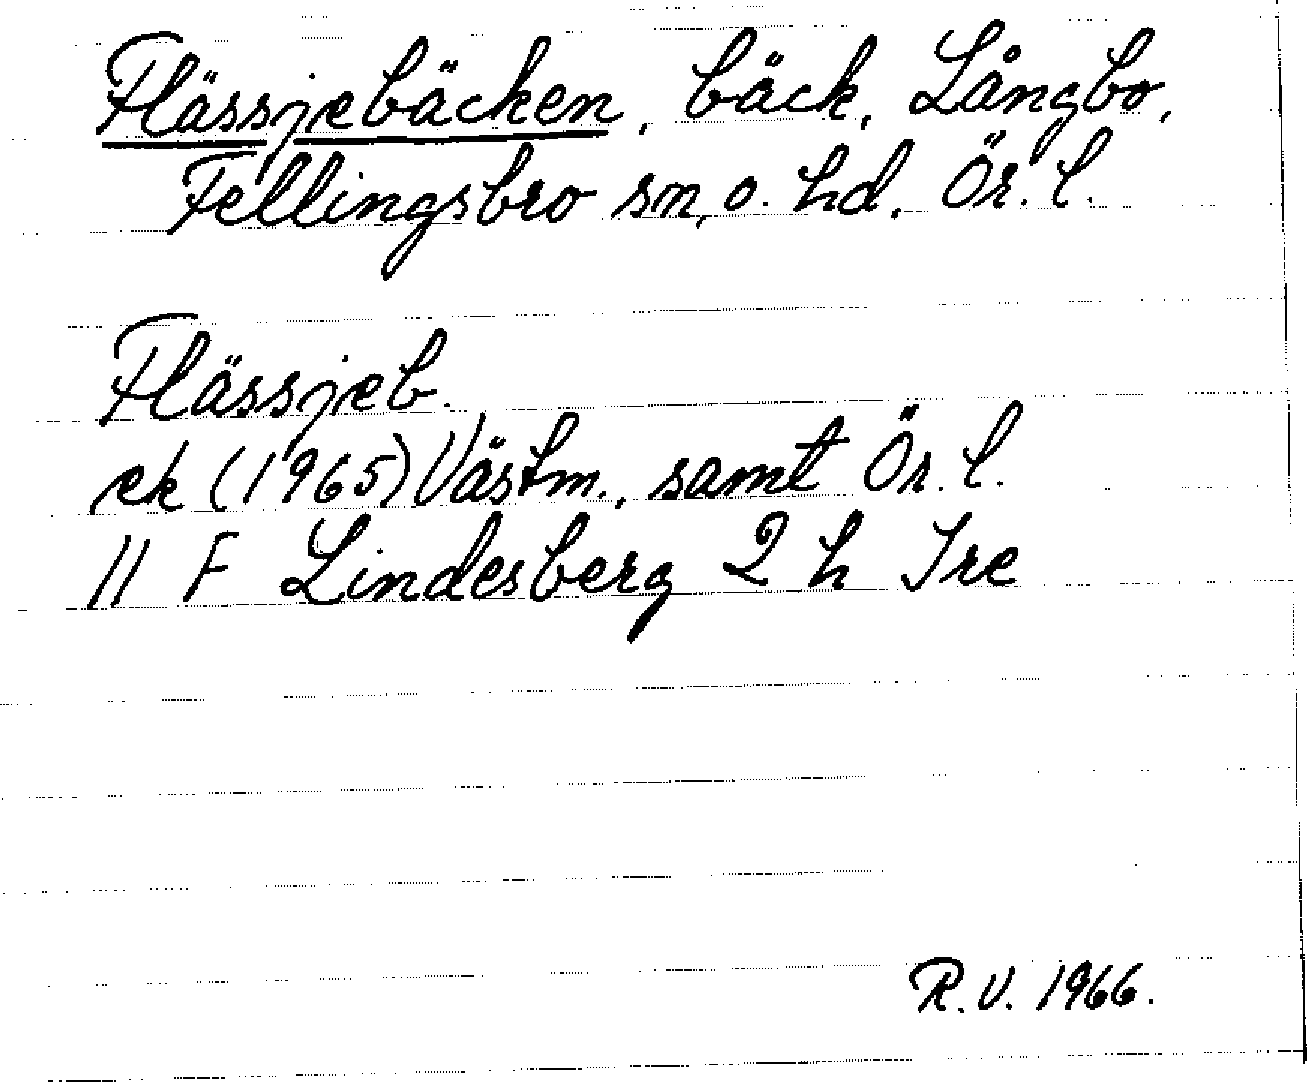 Flässjebäcken, bäck, Långbo,
Fellingsbro sn, o. hd. Ör. l.
Flässjeb.
ek (1965) Västm., samt Ör. l.
11 F Lindesberg 2 h Tre
R.V. 1966.